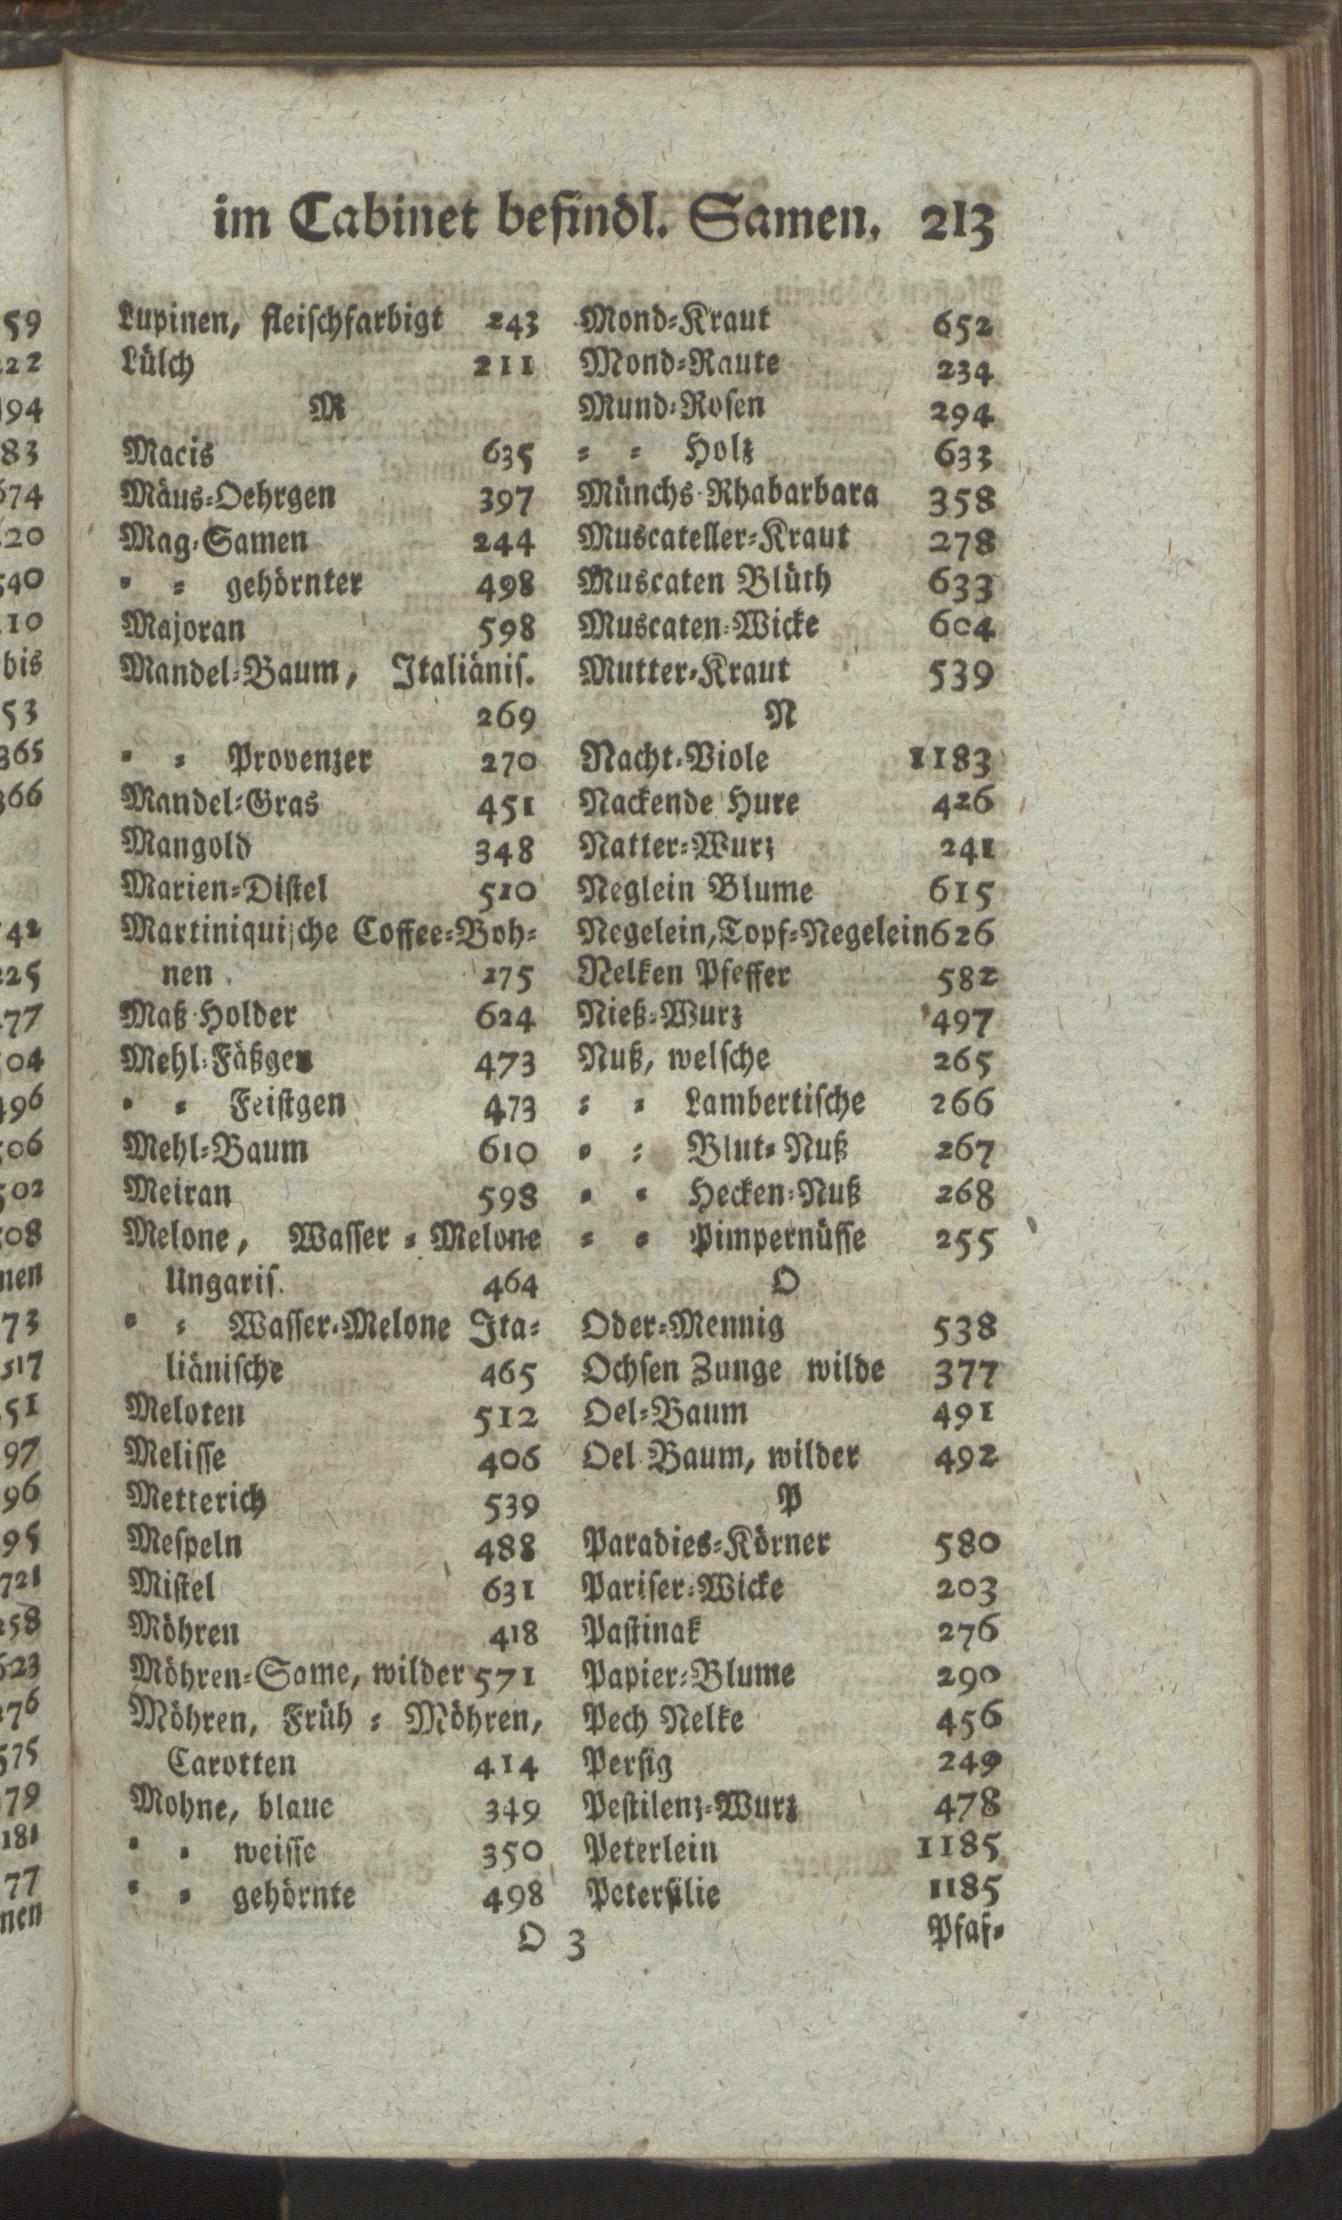 im Cabinet befindl. Samen. 213
Lupinen, fleischfarbigt 243
Lülch 211
M
Macis 635
Mäus-Oehrgen 397
Mag-Samen 244
- - gehörnter 498
Majoran 598
Mandel-Baum, Italiänis.
269
- - Provenzer 270
Mandel-Gras 451
Mangold 348
Marien-Distel 510
Martiniquische Coffee-Boh-
nen 275
Maß-Holder 624
Mehl-Fäßgen 473
- - Feistgen 473
Mehl-Baum 610
Meiran 598
Melone, Wasser-Melone
Ungaris. 464
- - Wasser-Melone Ita-
liänische 465
Meloten 512
Melisse 406
Metterich 539
Mespeln 488
Mistel 631
Möhren 418
Möhren-Same, wilder 571
Möhren, Früh-Möhren,
Carotten 414
Mohne, blaue 349
- - weisse 350
- - gehörnte 498
Mond-Kraut 652
Mond-Raute 234
Mund-Rosen 294
- - Holz 633
Münchs-Rhabarbara 358
Muscateller-Kraut 278
Muscaten Blüth 633
Muscaten-Wicke 604
Mutter-Kraut 539
N
Nacht-Viole 1183
Nackende Hure 426
Natter-Wurz 241
Neglein Blume 615
Negelein, Topf-Negelein 626
Nelken Pfeffer 582
Nieß-Wurz 497
Nuß, welsche 265
- - Lambertische 266
- - Blut-Nuß 267
- - Hecken-Nuß 268
- - Pimpernüsse 255
O
Oder-Mennig 538
Ochsen Zunge wilde 377
Oel-Baum 491
Oel Baum, wilder 492
P
Paradies-Körner 580
Pariser-Wicke 203
Pastinak 276
Papier-Blume 290
Pech Nelke 456
Persig 249
Pestilenz-Wurz 478
Peterlein 1185
Petersilie 1185
O 3 Pfaf-